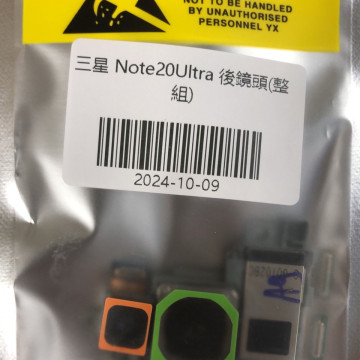 NOT TO BE HANDLED
BY UNAUTHORISED
PERSONNEL YX
三星 Note20Ultra 後鏡頭(整
組)
2024-10-09